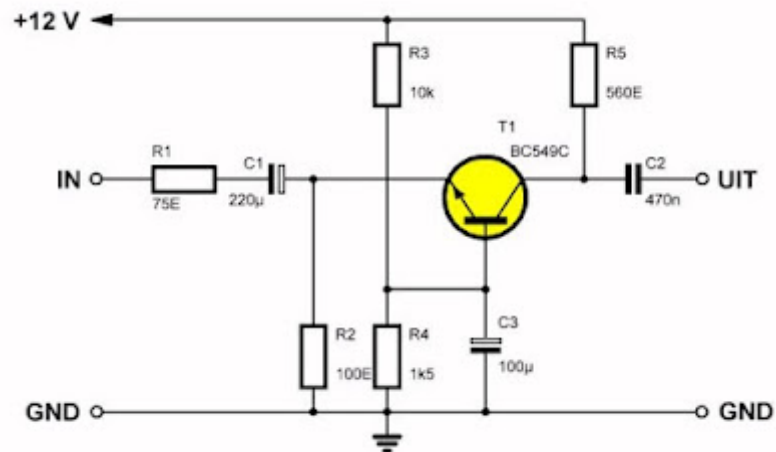 +12 V
R3
10k
R5
560E
T1
BC549C
IN
R1
75E
C1
220µ
C2
470n
UIT
R2
100E
R4
1k5
C3
100µ
GND
GND